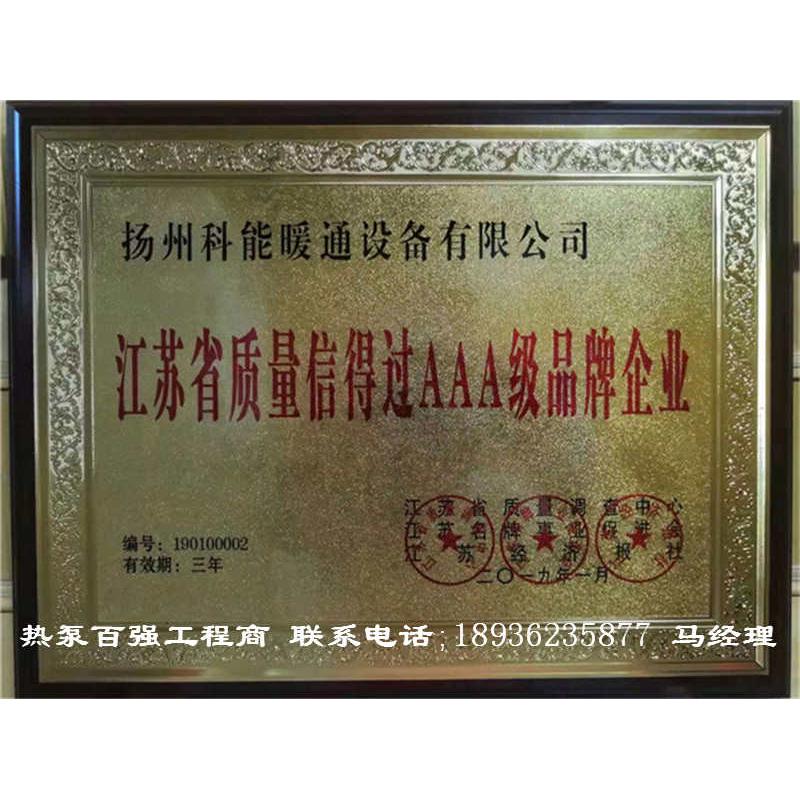 扬州科能暖通设备有限公司
江苏省质量信得过AAA级品牌企业
编号：190100002
有效期：三年
江苏省质量调查中心
江苏名牌事业促进会
江苏经济报社
二〇一九年一月
热泵百强工程商 联系电话;18936235877 马经理